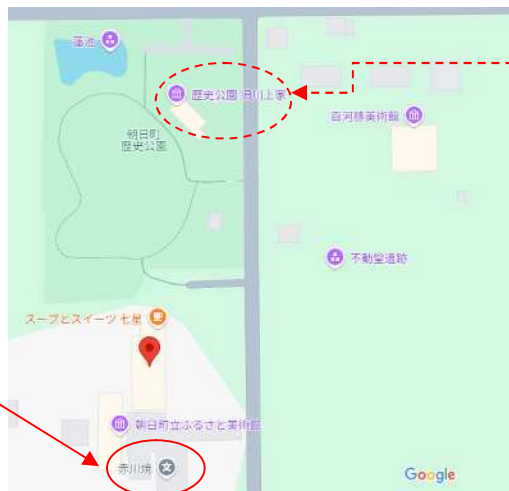 蓮池
歴史公園 旧川上家
百河豚美術館
朝日町
歴史公園
不動堂遺跡
スープとスイーツ 七星
朝日町立ふるさと美術館
赤川焼
Google